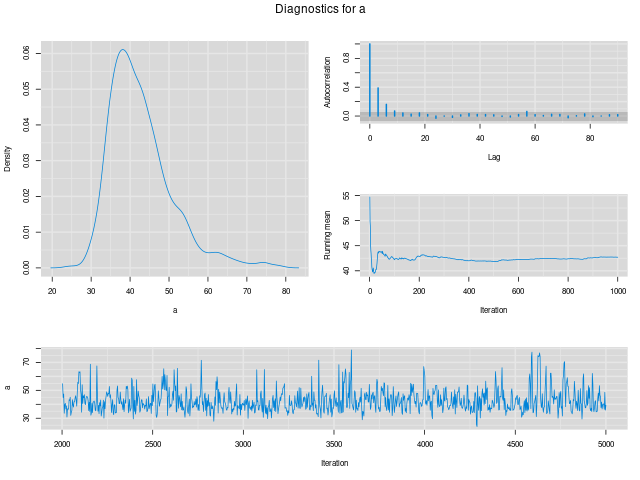 Diagnostics for a
Density
0.00 0.01 0.02 0.03 0.04 0.05 0.06
20 30 40 50 60 70 80
a
Autocorrelation
0.0 0.4 0.8
0 20 40 60 80
Lag
Running mean
40 45 50 55
0 200 400 600 800 1000
Iteration
a
30 50 70
2000 2500 3000 3500 4000 4500 5000
Iteration